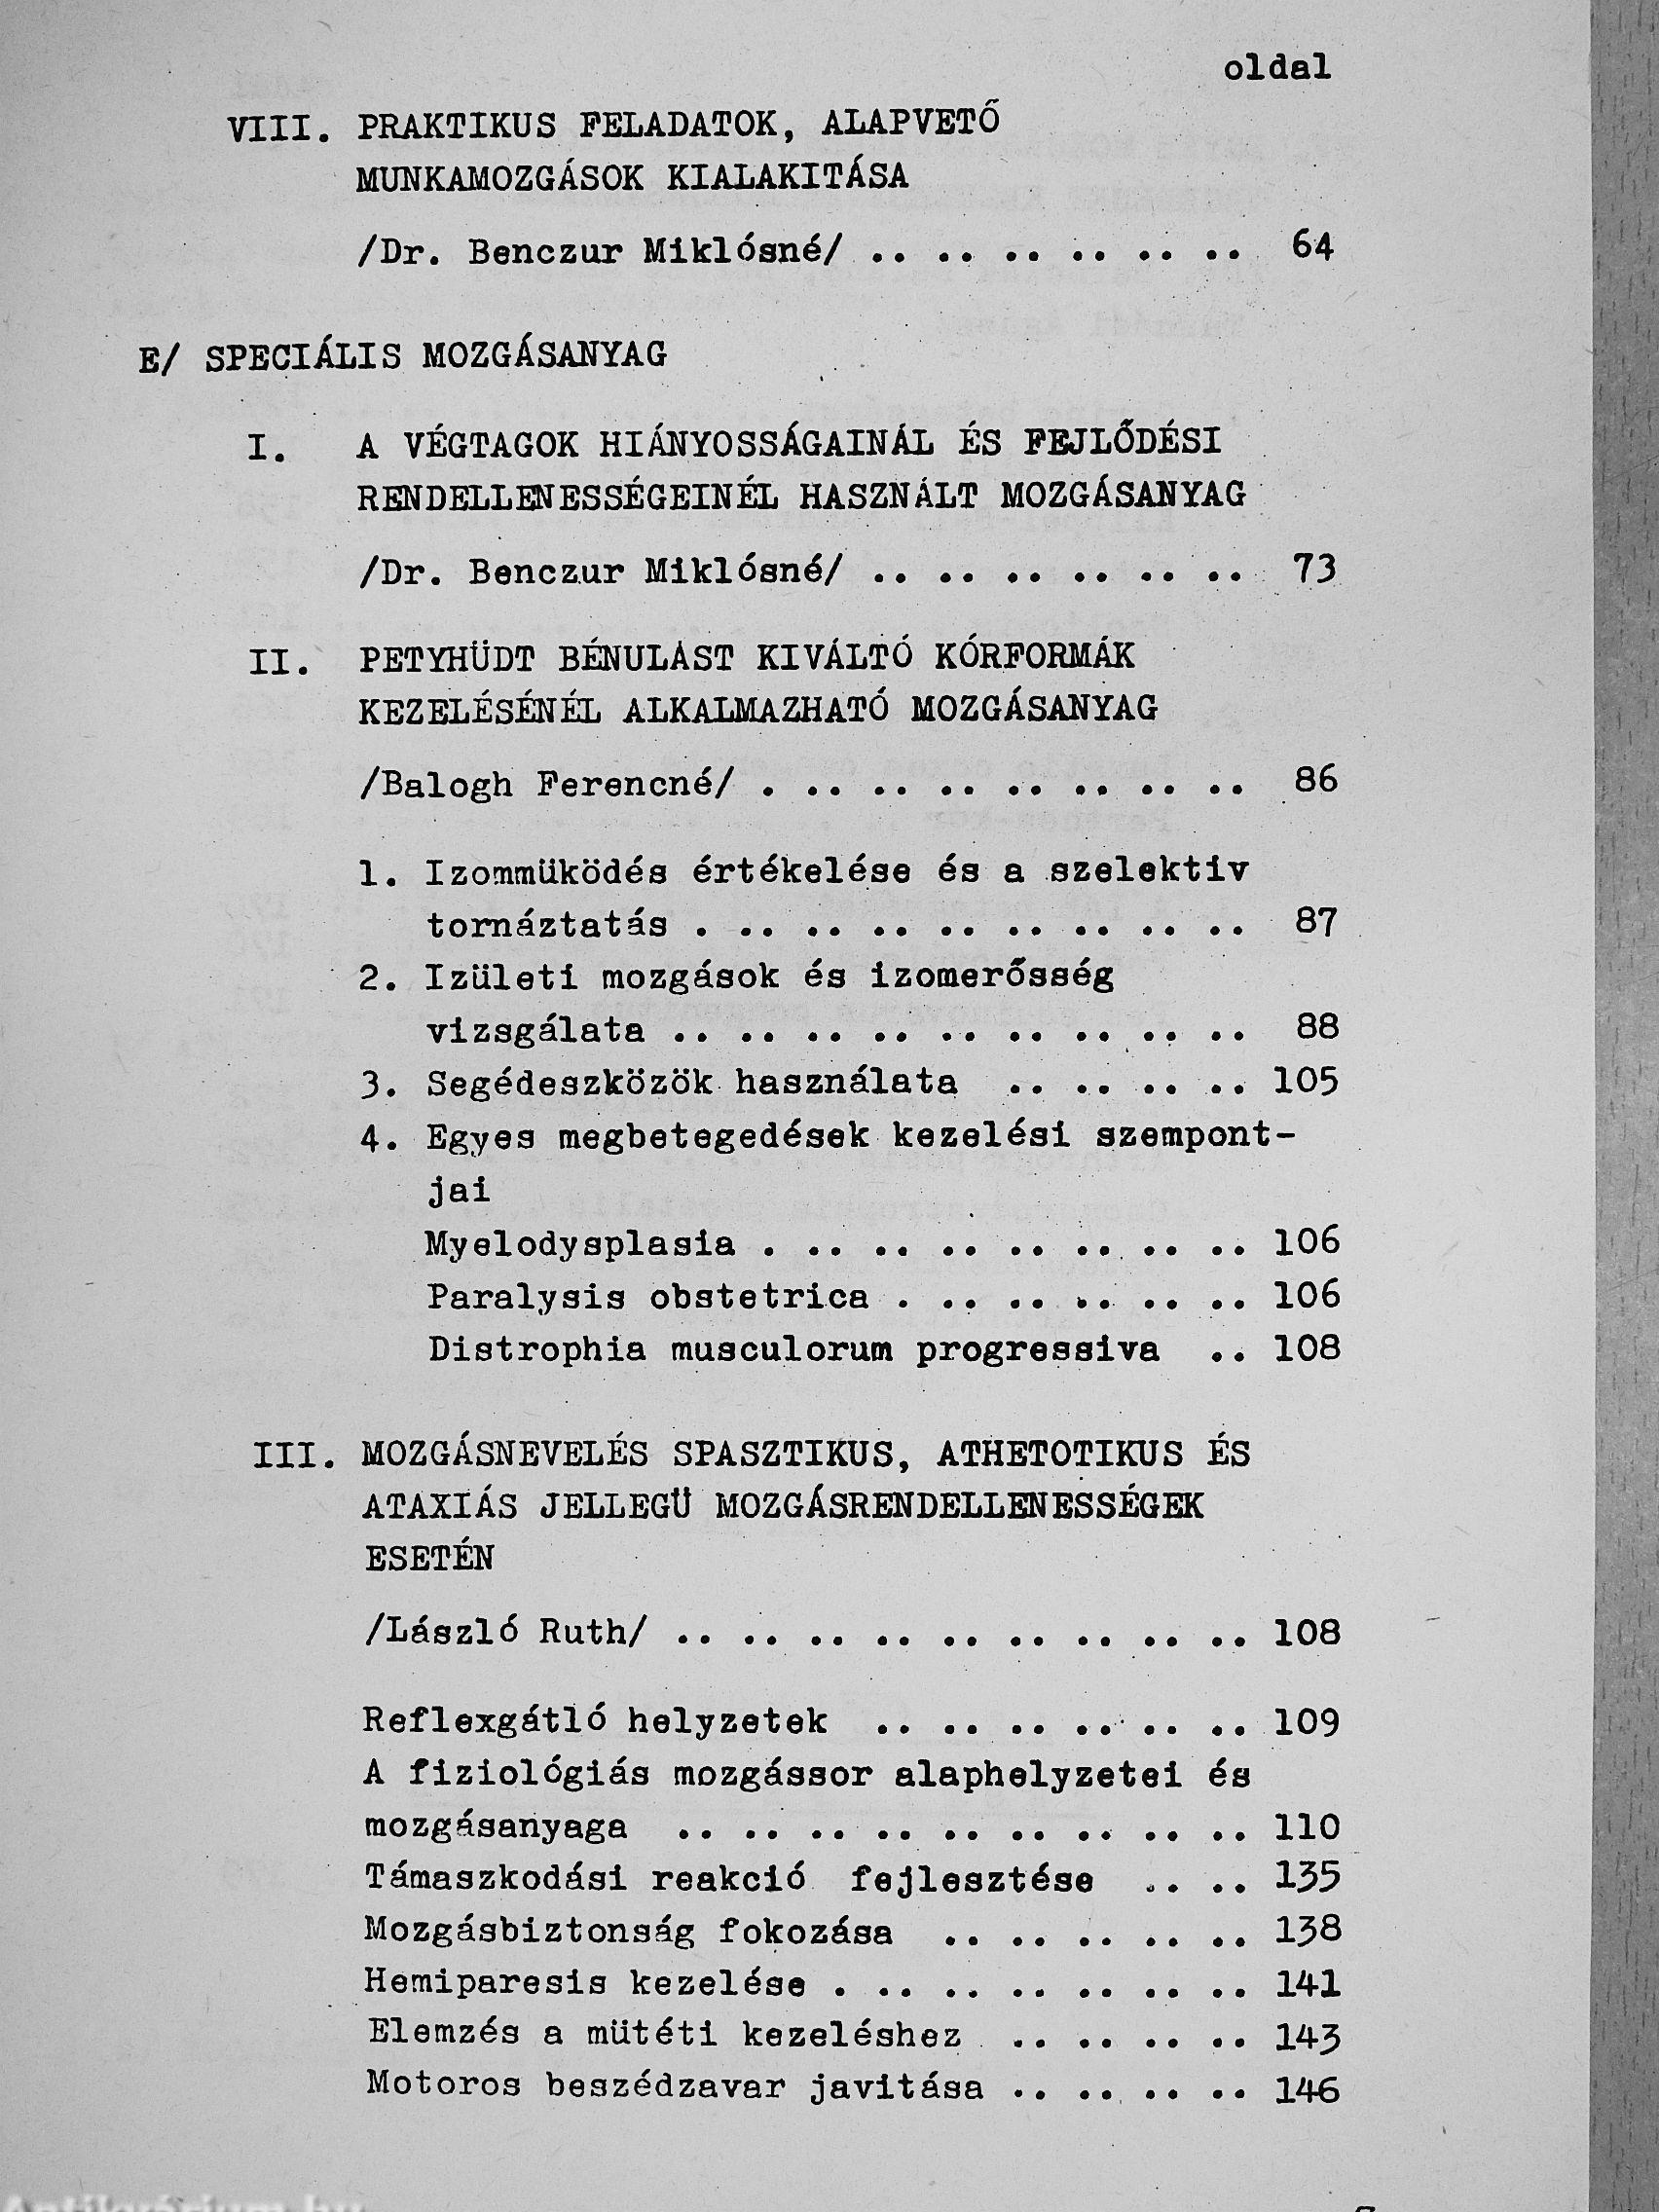 oldal
VIII. PRAKTIKUS FELADATOK, ALAPVETŐ
MUNKAMOZGÁSOK KIALAKITÁSA
/Dr. Benczur Miklósné/ .. .. .. .. .. .. 64
E/ SPECIÁLIS MOZGÁSANYAG
I. A VÉGTAGOK HIÁNYOSSÁGAINÁL ÉS FEJLŐDÉSI
RENDELLENESSÉGEINÉL HASZNÁLT MOZGÁSANYAG
/Dr. Benczur Miklósné/ .. .. .. .. .. .. 73
II. PETYHÜDT BÉNULÁST KIVÁLTÓ KÓRFORMÁK
KEZELÉSÉNÉL ALKALMAZHATÓ MOZGÁSANYAG
/Balogh Ferencné/ . .. .. .. .. .. .. .. 86
1. Izommüködés értékelése és a szelektiv
tornáztatás . .. .. .. .. .. .. .. .. 87
2. Izületi mozgások és izomerősség
vizsgálata .. .. .. .. .. .. .. .. .. 88
3. Segédeszközök használata .. .. .. .. 105
4. Egyes megbetegedések kezelési szempont-
jai
Myelodysplasia . .. .. .. .. .. .. .. 106
Paralysis obstetrica . .. .. .. .. .. 106
Distrophia musculorum progressiva .. 108
III. MOZGÁSNEVELÉS SPASZTIKUS, ATHETOTIKUS ÉS
ATAXIÁS JELLEGÜ MOZGÁSRENDELLENESSÉGEK
ESETÉN
/László Ruth/ .. .. .. .. .. .. .. .. .. 108
Reflexgátló helyzetek .. .. .. .. .. .. 109
A fiziológiás mozgássor alaphelyzetei és
mozgásanyaga .. .. .. .. .. .. .. .. .. 110
Támaszkodási reakció fejlesztése .. .. 135
Mozgásbiztonság fokozása .. .. .. .. .. 138
Hemiparesis kezelése . .. .. .. .. .. .. 141
Elemzés a mütéti kezeléshez .. .. .. .. 143
Motoros beszédzavar javitása .. .. .. .. 146